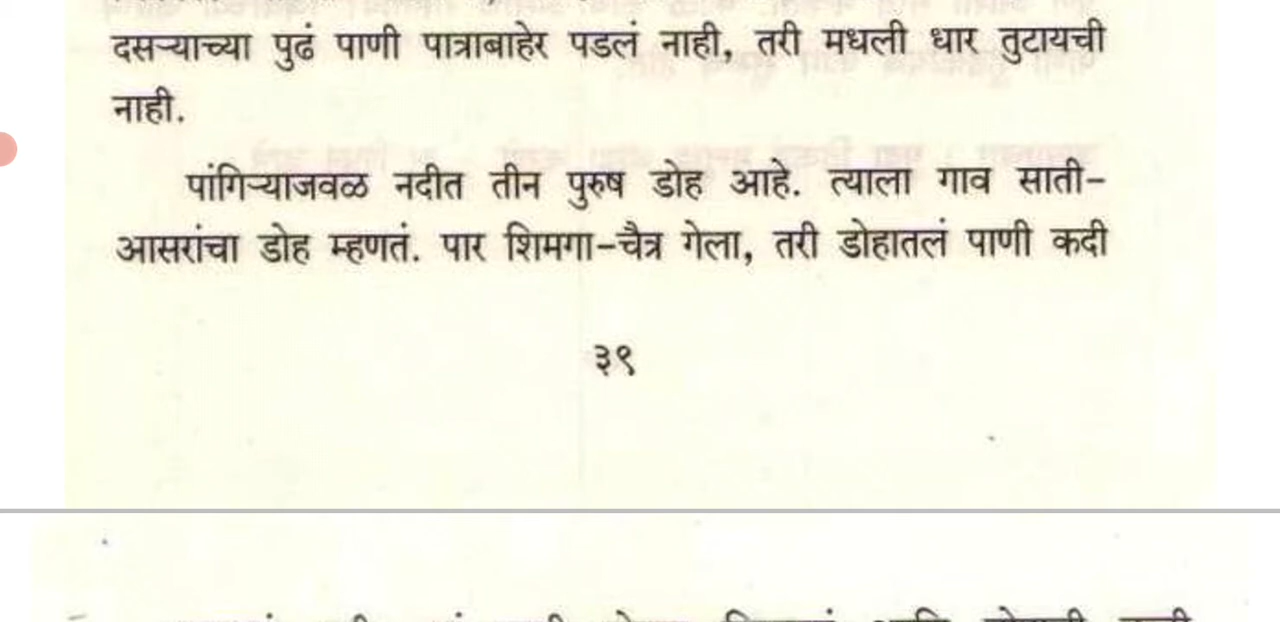 दसऱ्याच्या पुढं पाणी पात्राबाहेर पडलं नाही, तरी मधली धार तुटायची
नाही.
पांगिऱ्याजवळ नदीत तीन पुरुष डोह आहे. त्याला गाव साती-
आसरांचा डोह म्हणतं. पार शिमगा-चैत्र गेला, तरी डोहातलं पाणी कदी
३९